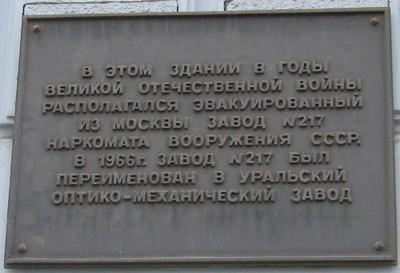 В ЭТОМ ЗДАНИИ В ГОДЫ
ВЕЛИКОЙ ОТЕЧЕСТВЕННОЙ ВОЙНЫ
РАСПОЛАГАЛСЯ ЭВАКУИРОВАННЫЙ
ИЗ МОСКВЫ ЗАВОД №217
НАРКОМАТА ВООРУЖЕНИЯ СССР.
В 1966г. ЗАВОД №217 БЫЛ
ПЕРЕИМЕНОВАН В УРАЛЬСКИЙ
ОПТИКО-МЕХАНИЧЕСКИЙ ЗАВОД